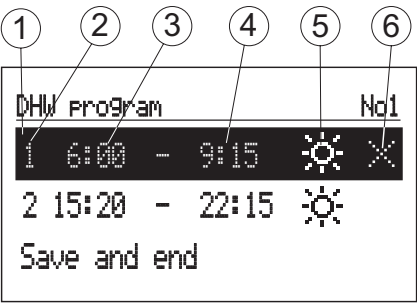 1 2 3 4 5 6
DHW program No1
1 6:00 - 9:15
2 15:20 - 22:15
Save and end